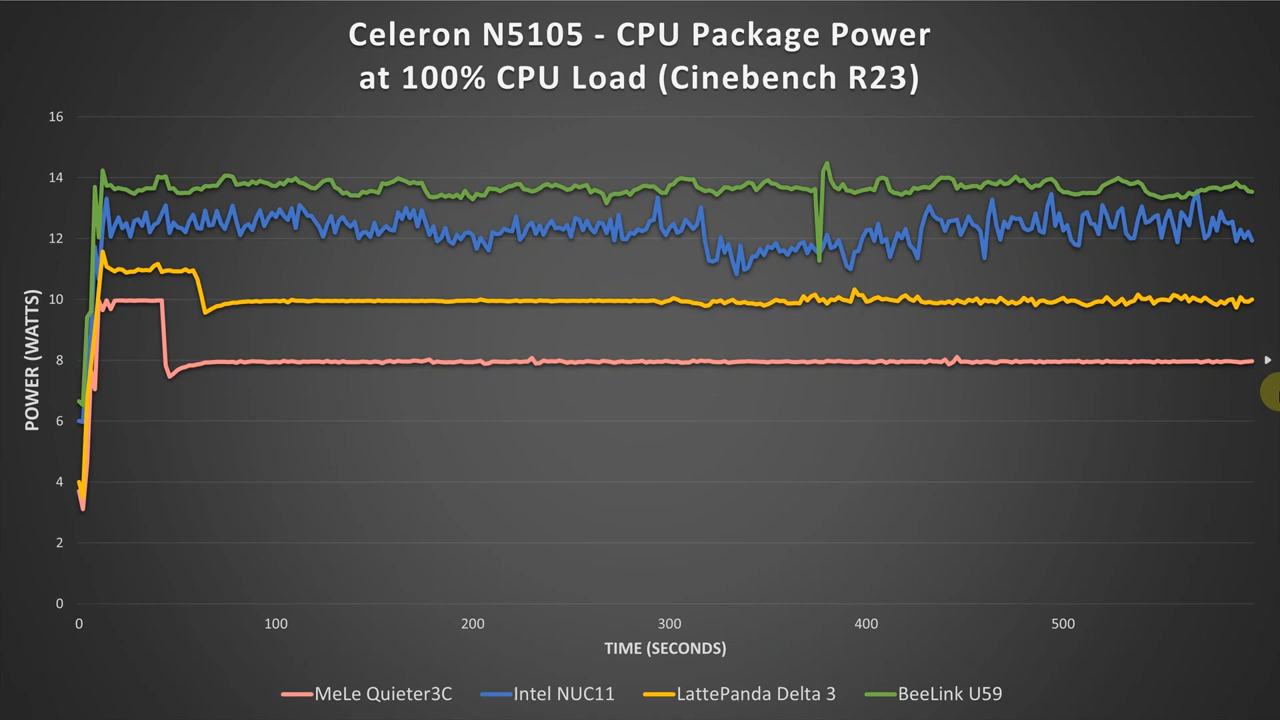 Celeron N5105 - CPU Package Power
at 100% CPU Load (Cinebench R23)
16
14
12
10
8
6
4
2
0
POWER (WATTS)
0 100 200 300 400 500
TIME (SECONDS)
MeLe Quieter3C Intel NUC11 LattePanda Delta 3 BeeLink U59